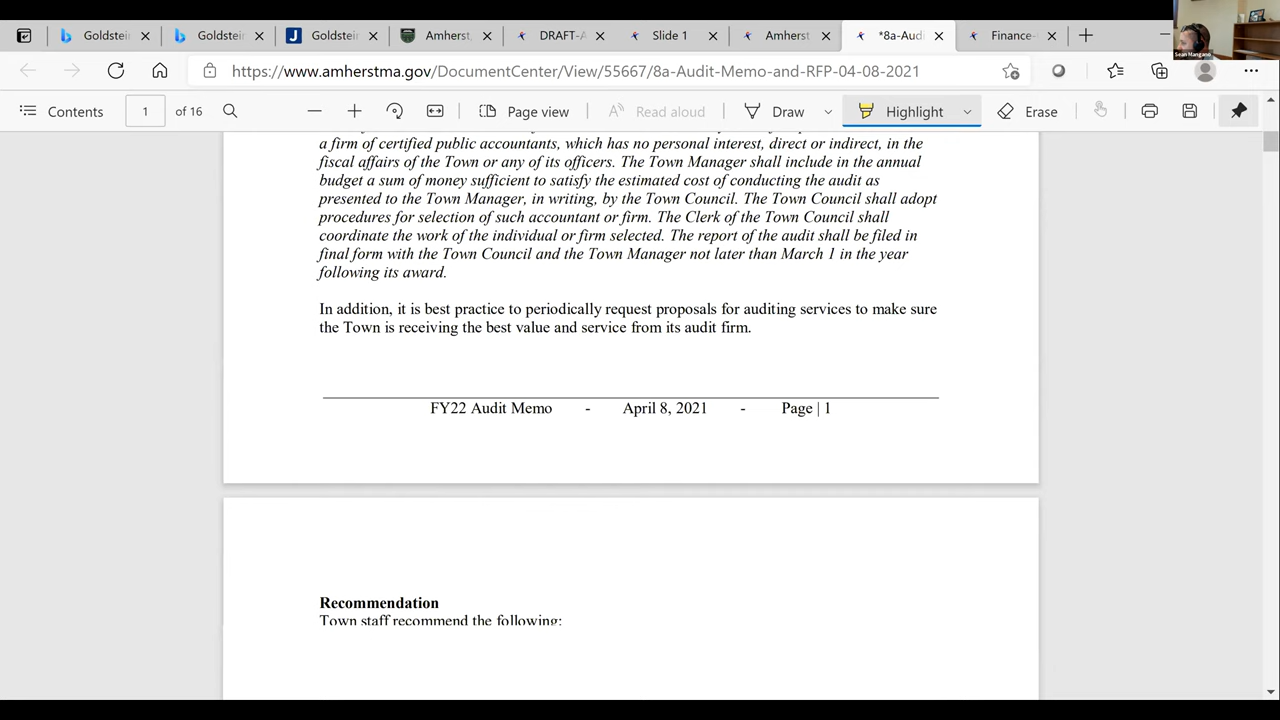 Goldstein
Goldstein
Goldstein
Amherst,
DRAFT-A
Slide 1
Amherst
*8a-Audi
Finance-
https://www.amherstma.gov/DocumentCenter/View/55667/8a-Audit-Memo-and-RFP-04-08-2021
Contents
1
of 16
Page view
Read aloud
Draw
Highlight
Erase
Sean Mangano
a firm of certified public accountants, which has no personal interest, direct or indirect, in the
fiscal affairs of the Town or any of its officers. The Town Manager shall include in the annual
budget a sum of money sufficient to satisfy the estimated cost of conducting the audit as
presented to the Town Manager, in writing, by the Town Council. The Town Council shall adopt
procedures for selection of such accountant or firm. The Clerk of the Town Council shall
coordinate the work of the individual or firm selected. The report of the audit shall be filed in
final form with the Town Council and the Town Manager not later than March 1 in the year
following its award.
In addition, it is best practice to periodically request proposals for auditing services to make sure
the Town is receiving the best value and service from its audit firm.
FY22 Audit Memo - April 8, 2021 - Page | 1
Recommendation
Town staff recommend the following: